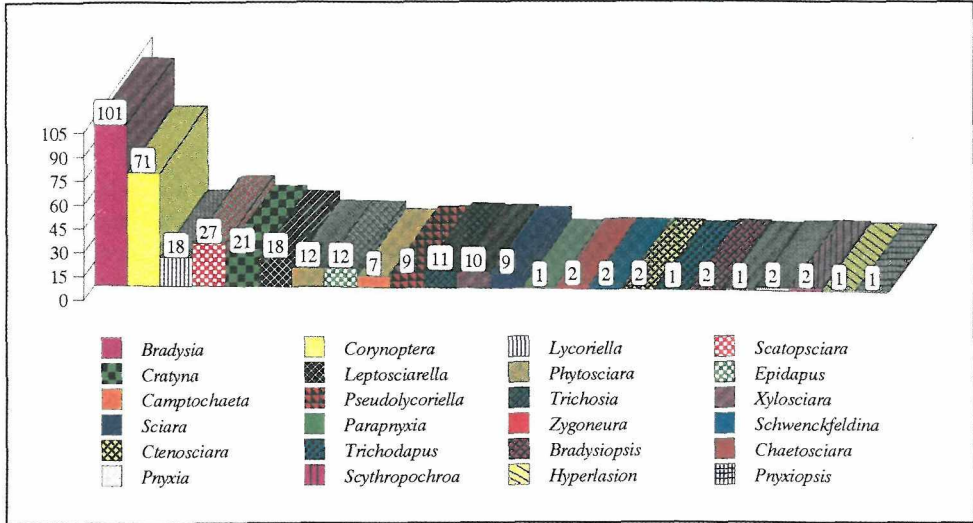 105
90
75
60
45
30
15
0
101 71 18 27 21 18 12 12 7 9 11 10 9 1 2 2 2 1 2 1 2 2 1 1
Bradysia Corynoptera Lycoriella Scatopsciara
Cratyna Leptosciarella Phytosciara Epidapus
Camptochaeta Pseudolycoriella Trichosia Xylosciara
Sciara Parapnyxia Zygoneura Schwenckfeldina
Ctenosciara Trichodapus Bradysiopsis Chaetosciara
Pnyxia Scythropochroa Hyperlasion Pnyxiopsis